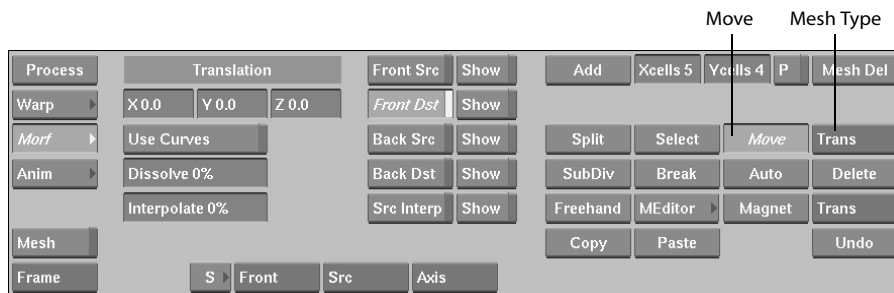 Move Mesh Type
Process Translation Front Src Show Add Xcells 5 Ycells 4 P Mesh Del
Warp X 0.0 Y 0.0 Z 0.0 Front Dst Show
Morf Use Curves Back Src Show Split Select Move Trans
Anim Dissolve 0% Back Dst Show SubDiv Break Auto Delete
Interpolate 0% Src Interp Show Freehand MEditor Magnet Trans
Mesh Copy Paste Undo
Frame S Front Src Axis